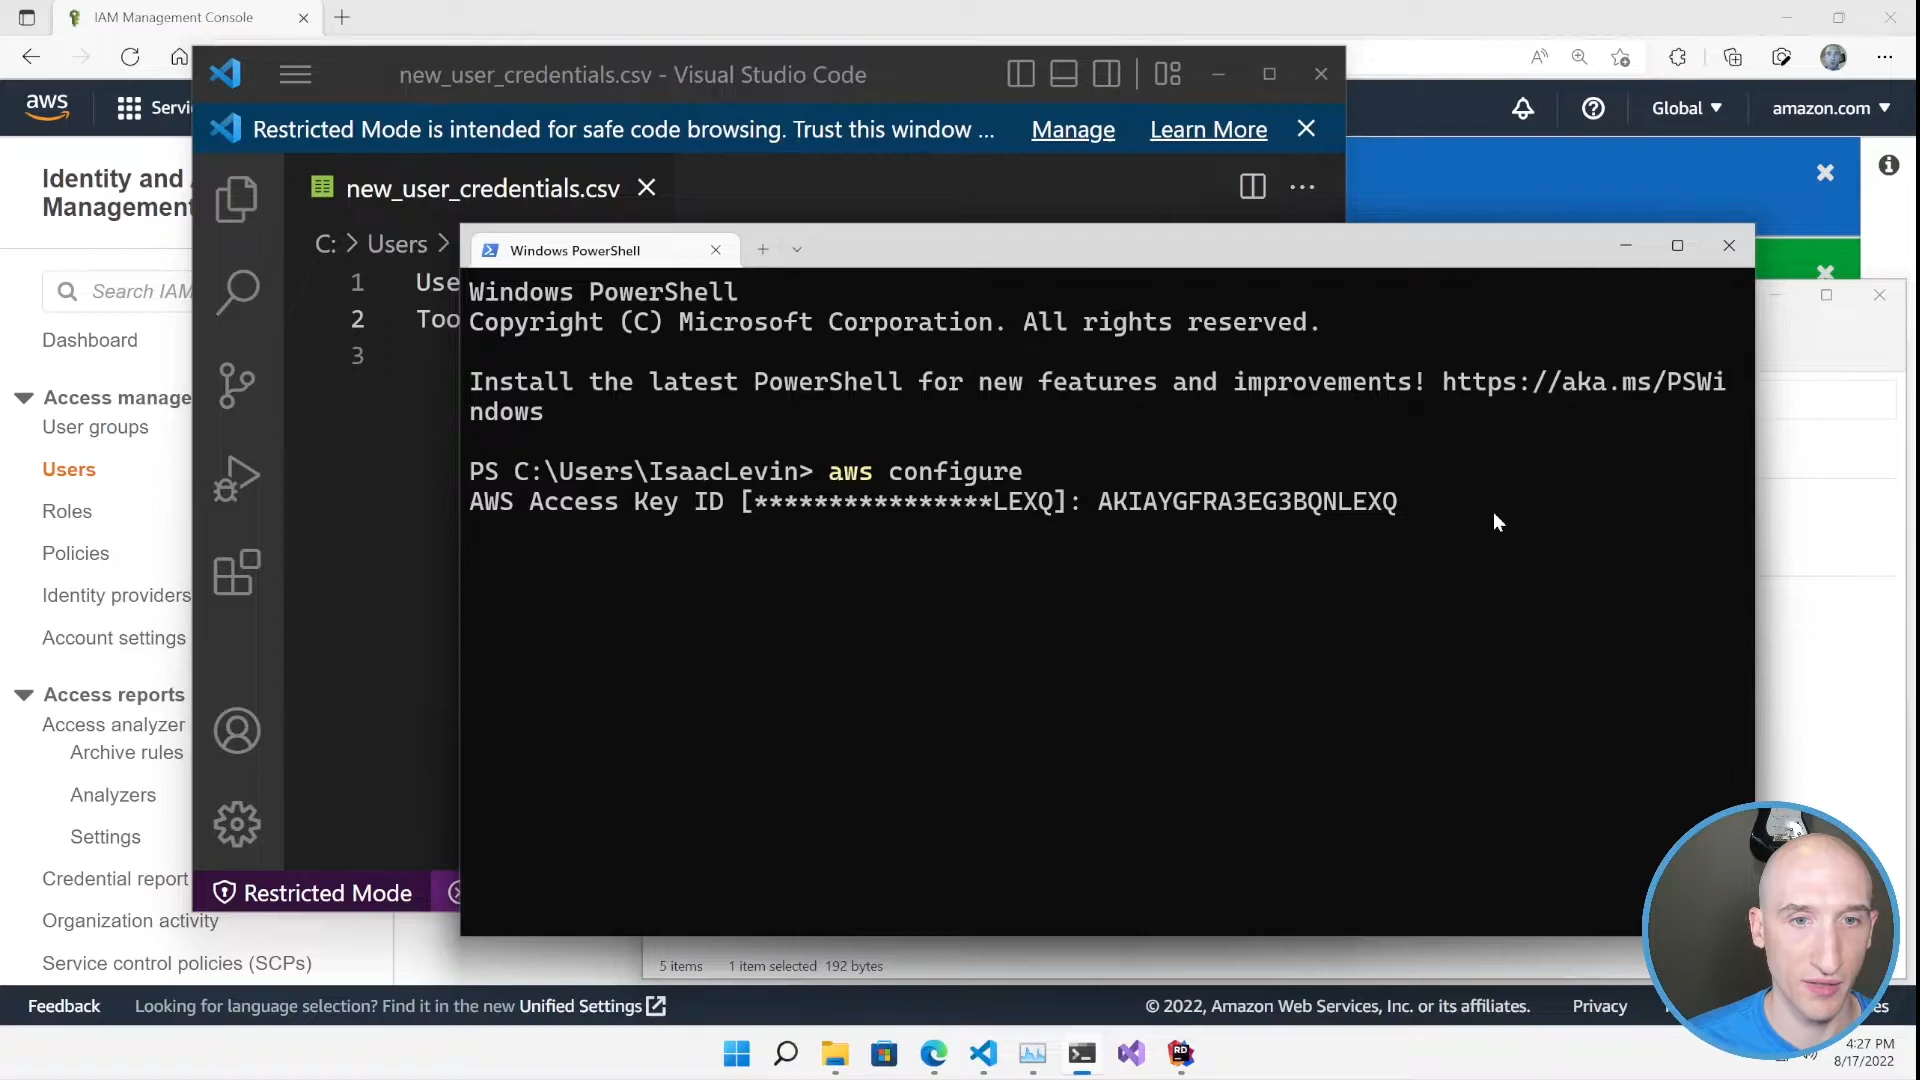 IAM Management Console
aws
Servi
Global
amazon.com
new_user_credentials.csv - Visual Studio Code
Restricted Mode is intended for safe code browsing. Trust this window ...
Manage
Learn More
new_user_credentials.csv
C: > Users >
1 Use
2 Too
3
Identity and
Management
Search IAM
Dashboard
Access manage
User groups
Users
Roles
Policies
Identity providers
Account settings
Access reports
Access analyzer
Archive rules
Analyzers
Settings
Credential report
Organization activity
Service control policies (SCPs)
Restricted Mode
Windows PowerShell
Windows PowerShell
Copyright (C) Microsoft Corporation. All rights reserved.
Install the latest PowerShell for new features and improvements! https://aka.ms/PSWi
ndows
PS C:\Users\IsaacLevin> aws configure
AWS Access Key ID [****************LEXQ]: AKIAYGFRA3EG3BQNLEXQ
5 items
1 item selected 192 bytes
Feedback
Looking for language selection? Find it in the new Unified Settings
© 2022, Amazon Web Services, Inc. or its affiliates.
Privacy
es
RD
4:27 PM
8/17/2022